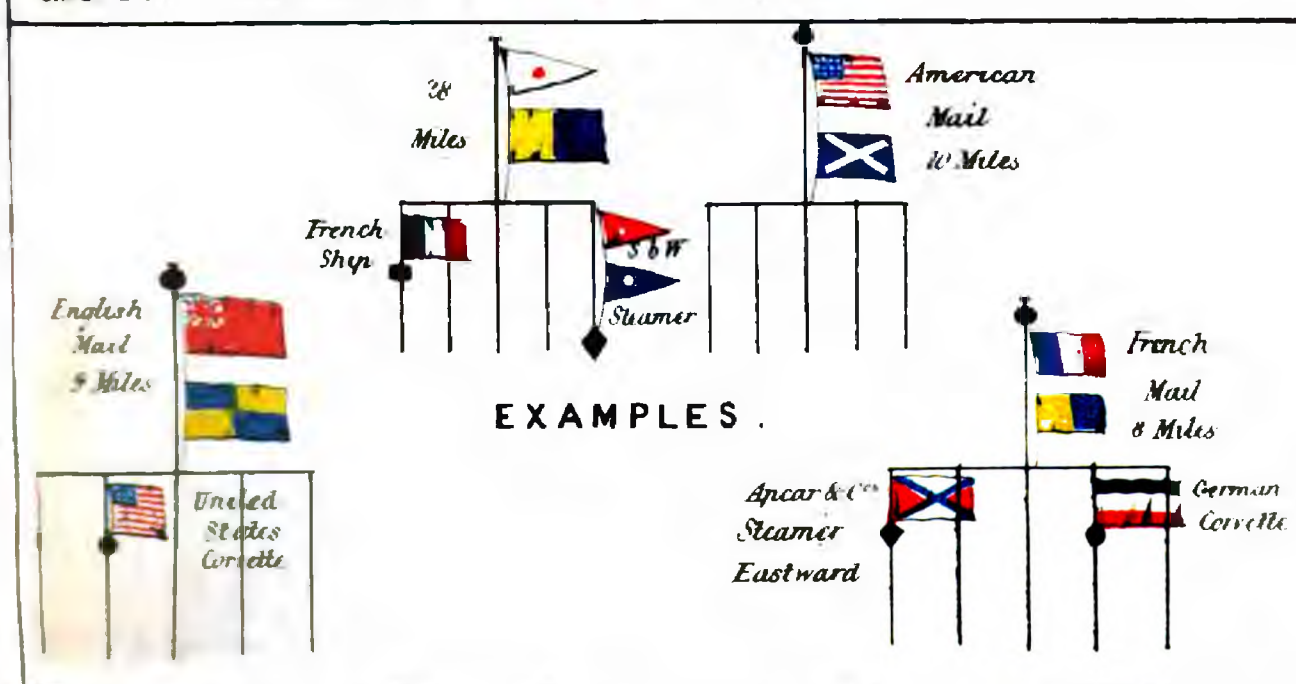 28
Miles
American
Mail
10 Miles
French
Ship
S b W
Steamer
English
Mail
9 Miles
French
Mail
8 Miles
EXAMPLES.
United
States
Corvette
Apcar & Cos
Steamer
Eastward
German
Corvette